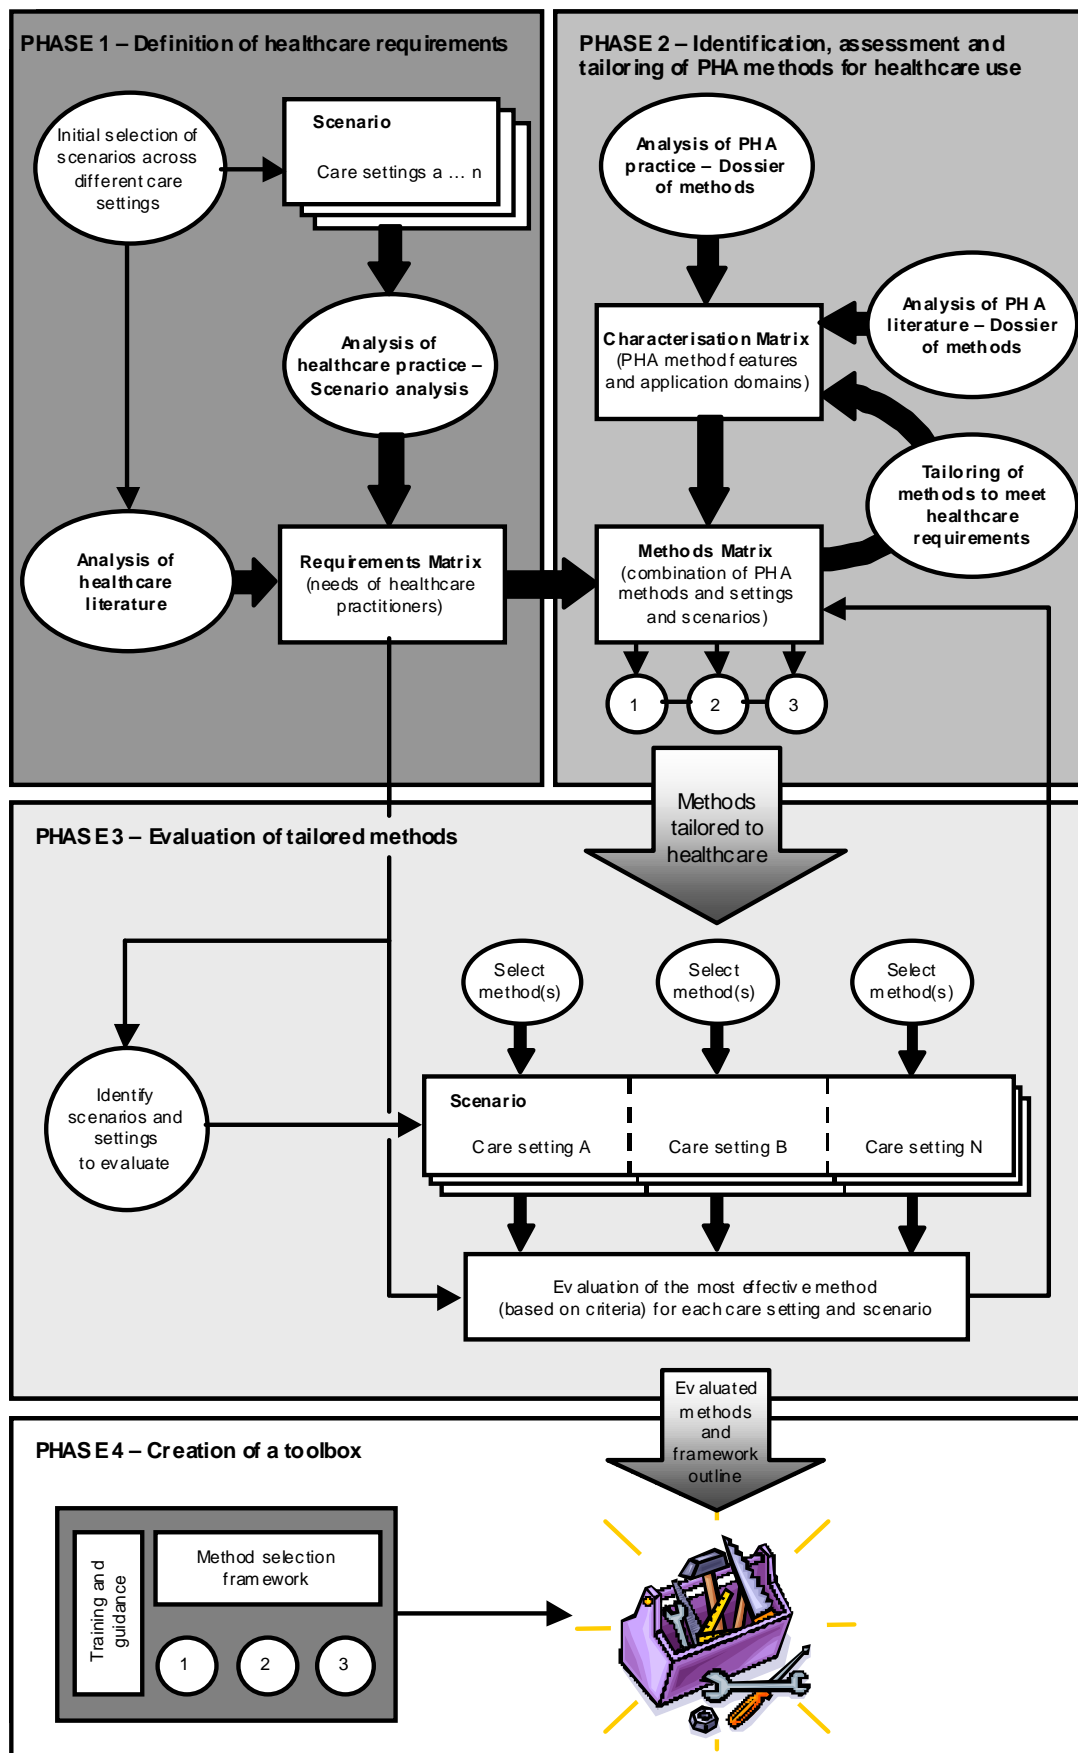 PHASE 1 – Definition of healthcare requirements
Initial selection of
scenarios across
different care
settings
Scenario
Care settings a … n
Analysis of
healthcare practice –
Scenario analysis
Analysis of
healthcare
literature
Requirements Matrix
(needs of healthcare
practitioners)
PHASE 2 – Identification, assessment and
tailoring of PHA methods for healthcare use
Analysis of PHA
practice – Dossier
of methods
Characterisation Matrix
(PHA method features
and application domains)
Analysis of PHA
literature – Dossier
of methods
Tailoring of
methods to meet
healthcare
requirements
Methods Matrix
(combination of PHA
methods and settings
and scenarios)
1
2
3
Methods
tailored to
healthcare
PHASE 3 – Evaluation of tailored methods
Select
method(s)
Select
method(s)
Select
method(s)
Identify
scenarios and
settings
to evaluate
Scenario
Care setting A
Care setting B
Care setting N
Evaluation of the most effective method
(based on criteria) for each care setting and scenario
Evaluated
methods
and
framework
outline
PHASE 4 – Creation of a toolbox
Training and
guidance
Method selection
framework
1
2
3